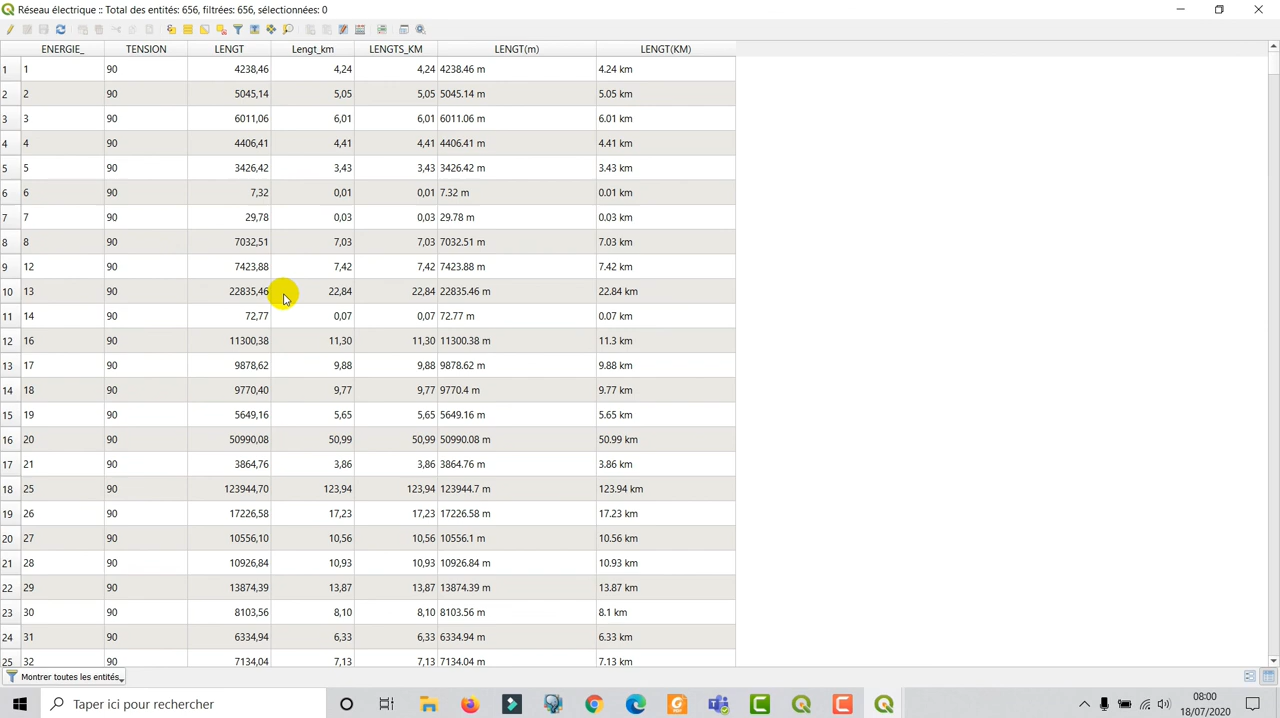 Réseau électrique :: Total des entités: 656, filtrées: 656, sélectionnées: 0
ENERGIE_ TENSION LENGT Lengt_km LENGTS_KM LENGT(m) LENGT(KM)
1 1 90 4238,46 4,24 4,24 4238.46 m 4.24 km
2 2 90 5045,14 5,05 5,05 5045.14 m 5.05 km
3 3 90 6011,06 6,01 6,01 6011.06 m 6.01 km
4 4 90 4406,41 4,41 4,41 4406.41 m 4.41 km
5 5 90 3426,42 3,43 3,43 3426.42 m 3.43 km
6 6 90 7,32 0,01 0,01 7.32 m 0.01 km
7 7 90 29,78 0,03 0,03 29.78 m 0.03 km
8 8 90 7032,51 7,03 7,03 7032.51 m 7.03 km
9 12 90 7423,88 7,42 7,42 7423.88 m 7.42 km
10 13 90 22835,46 22,84 22,84 22835.46 m 22.84 km
11 14 90 72,77 0,07 0,07 72.77 m 0.07 km
12 16 90 11300,38 11,30 11,30 11300.38 m 11.3 km
13 17 90 9878,62 9,88 9,88 9878.62 m 9.88 km
14 18 90 9770,40 9,77 9,77 9770.4 m 9.77 km
15 19 90 5649,16 5,65 5,65 5649.16 m 5.65 km
16 20 90 50990,08 50,99 50,99 50990.08 m 50.99 km
17 21 90 3864,76 3,86 3,86 3864.76 m 3.86 km
18 25 90 123944,70 123,94 123,94 123944.7 m 123.94 km
19 26 90 17226,58 17,23 17,23 17226.58 m 17.23 km
20 27 90 10556,10 10,56 10,56 10556.1 m 10.56 km
21 28 90 10926,84 10,93 10,93 10926.84 m 10.93 km
22 29 90 13874,39 13,87 13,87 13874.39 m 13.87 km
23 30 90 8103,56 8,10 8,10 8103.56 m 8.1 km
24 31 90 6334,94 6,33 6,33 6334.94 m 6.33 km
25 32 90 7134,04 7,13 7,13 7134.04 m 7.13 km
Montrer toutes les entités
Taper ici pour rechercher
08:00
18/07/2020